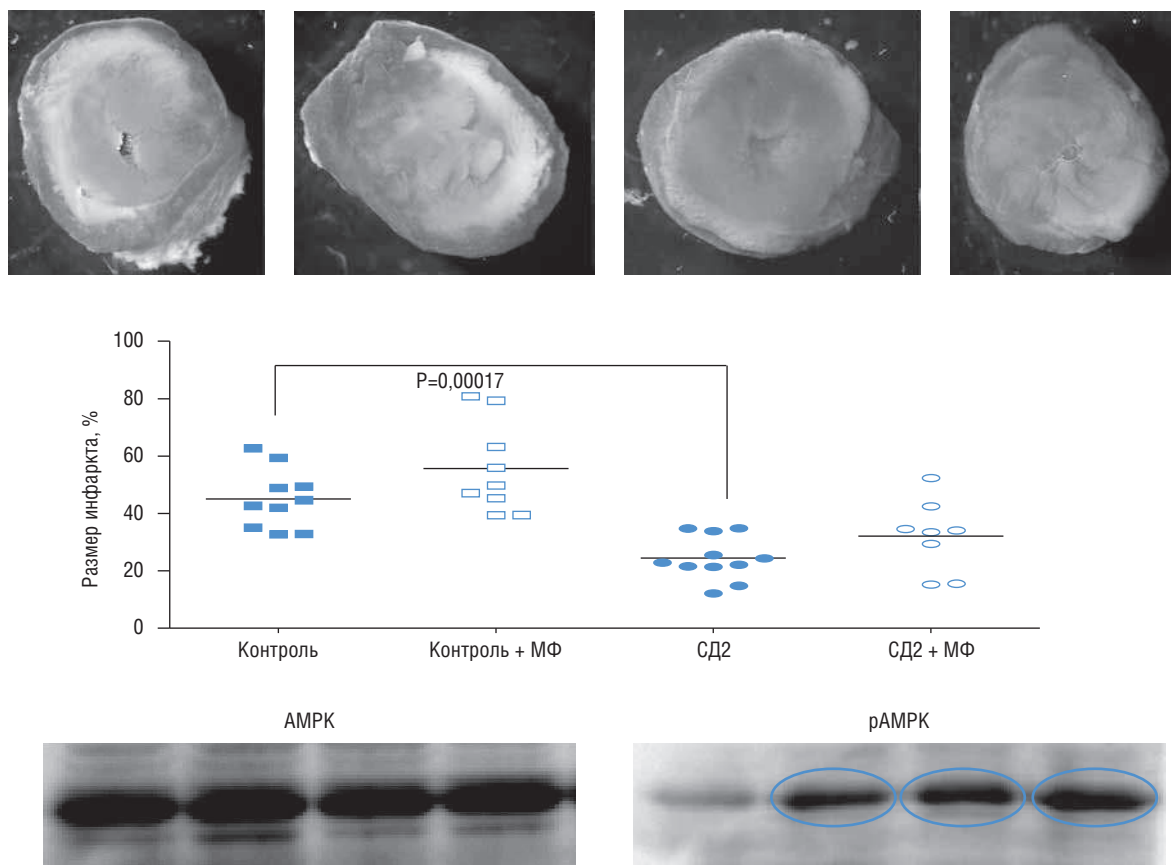 100
80
60
40
20
0
Размер инфаркта, %
P=0,00017
Контроль
Контроль + МФ
СД2
СД2 + МФ
AMPK
pAMPK